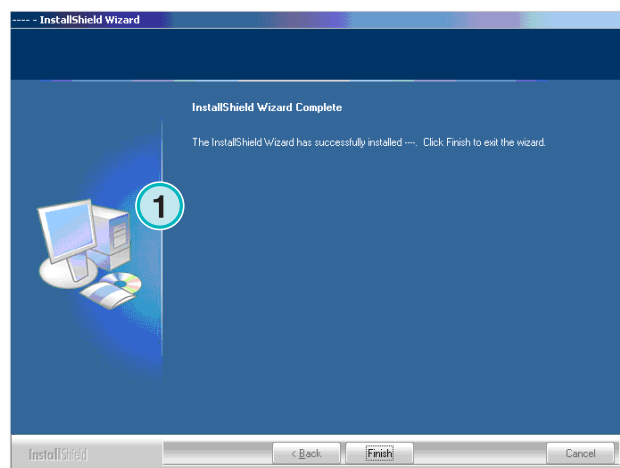 ---- - InstallShield Wizard
InstallShield Wizard Complete
The InstallShield Wizard has successfully installed ----. Click Finish to exit the wizard.
1
InstallShield
< Back
Finish
Cancel